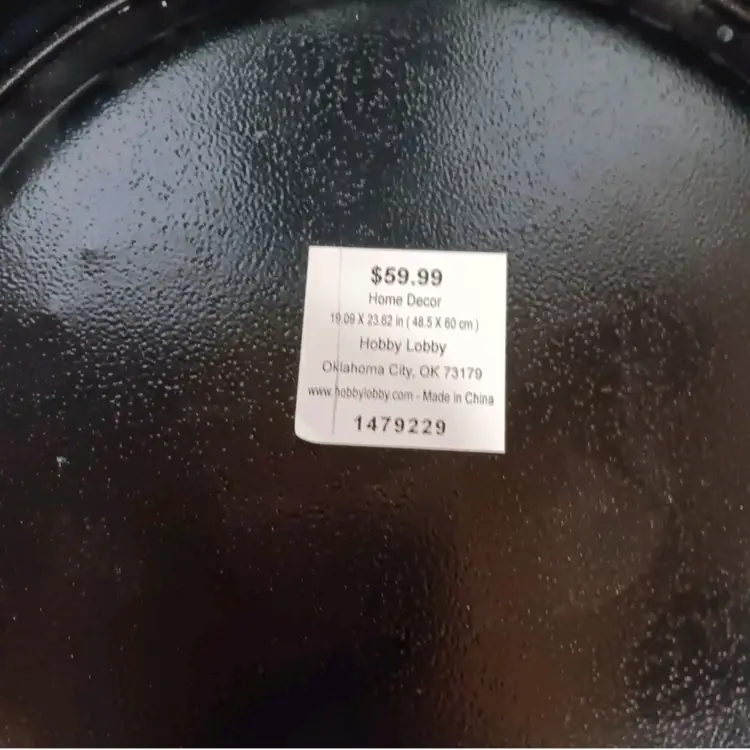 $59.99
Home Decor
19.09 X 23.62 in ( 48.5 X 60 cm )
Hobby Lobby
Oklahoma City, OK 73179
www.hobbylobby.com - Made in China
1479229